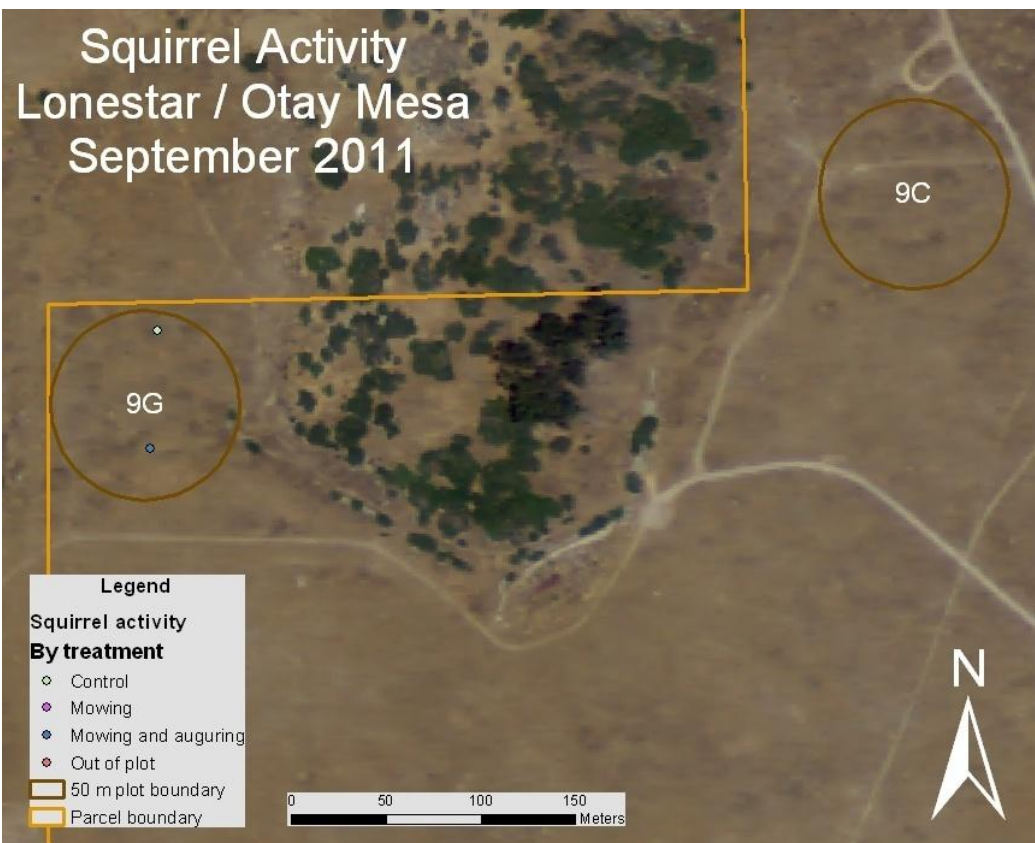 Squirrel Activity
Lonestar / Otay Mesa
September 2011
9C
9G
Legend
Squirrel activity
By treatment
Control
Mowing
Mowing and auguring
Out of plot
50 m plot boundary
Parcel boundary
0 50 100 150
Meters
N